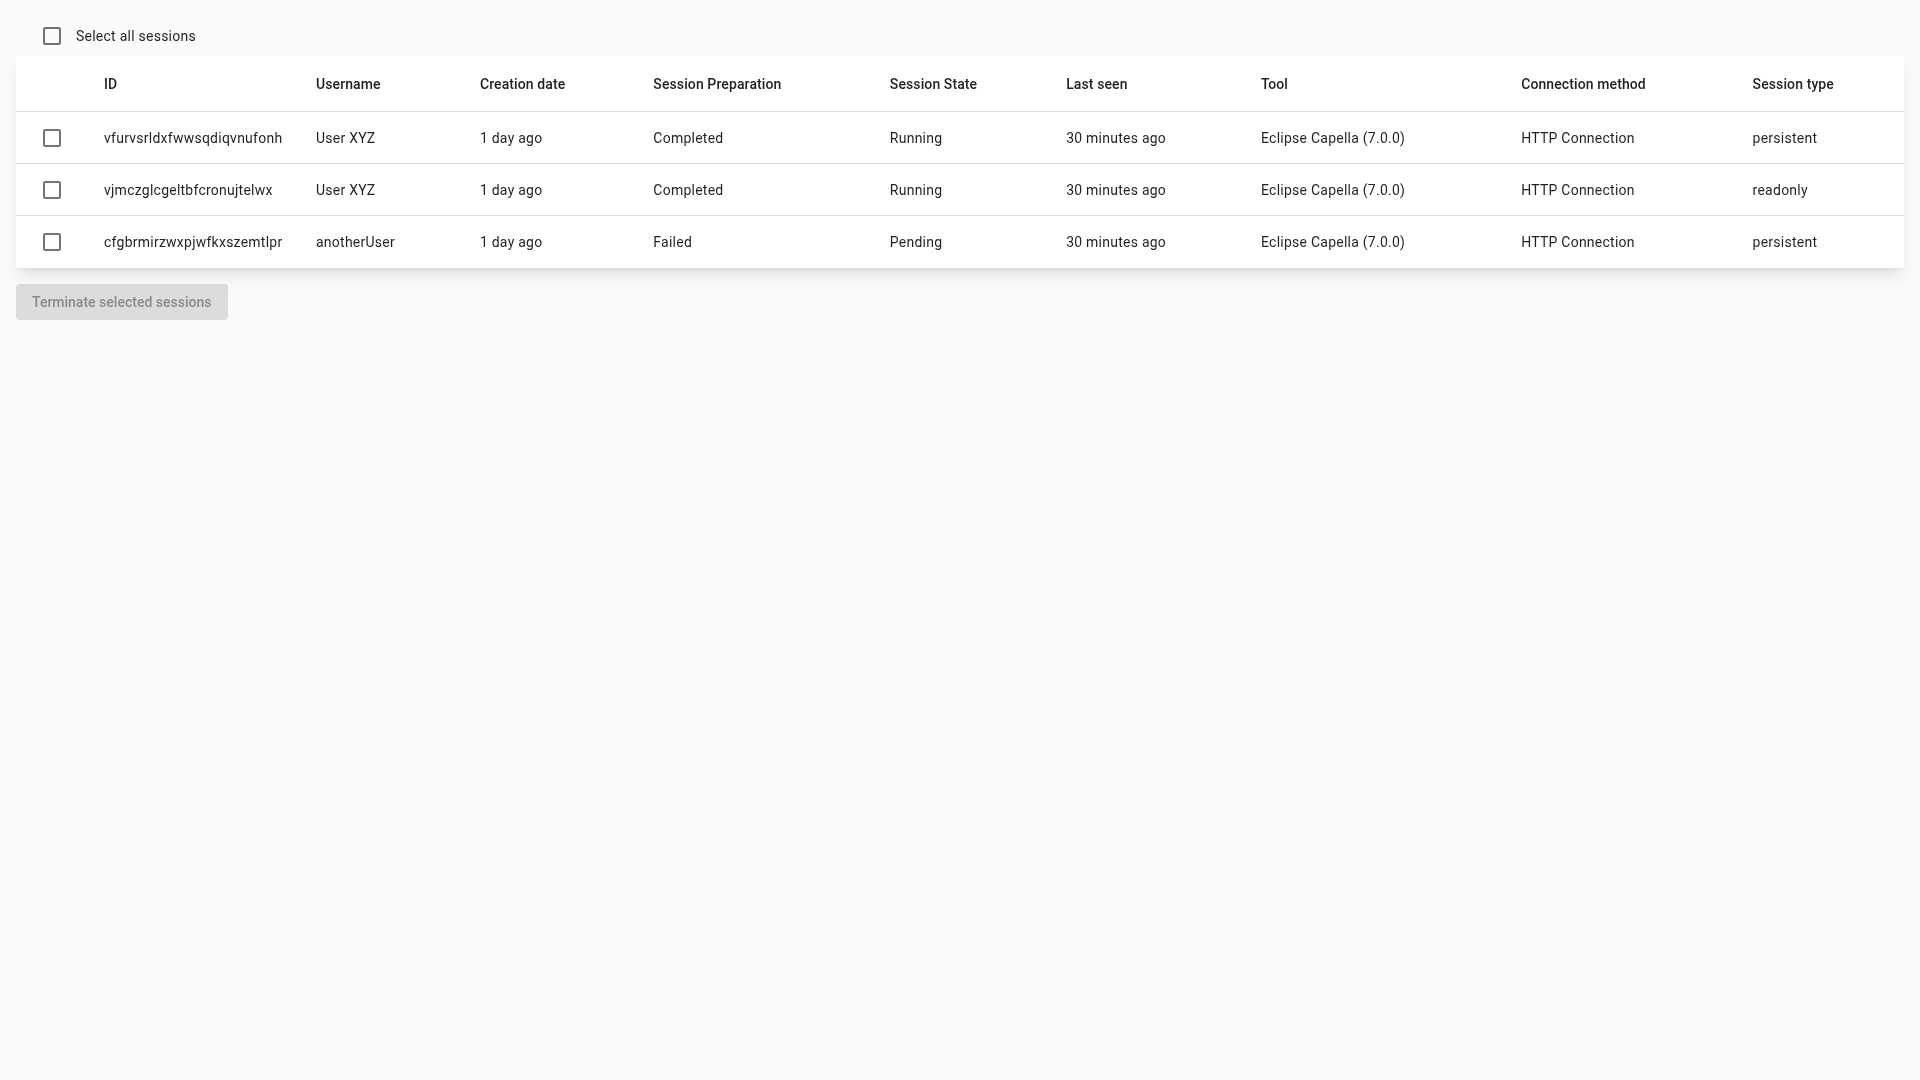 Select all sessions
ID Username Creation date Session Preparation Session State Last seen Tool Connection method Session type
vfurvsrldxfwwsqdiqvnufonh User XYZ 1 day ago Completed Running 30 minutes ago Eclipse Capella (7.0.0) HTTP Connection persistent
vjmczglcgeltbfcronujtelwx User XYZ 1 day ago Completed Running 30 minutes ago Eclipse Capella (7.0.0) HTTP Connection readonly
cfgbrmirzwxpjwfkxszemtlpr anotherUser 1 day ago Failed Pending 30 minutes ago Eclipse Capella (7.0.0) HTTP Connection persistent
Terminate selected sessions